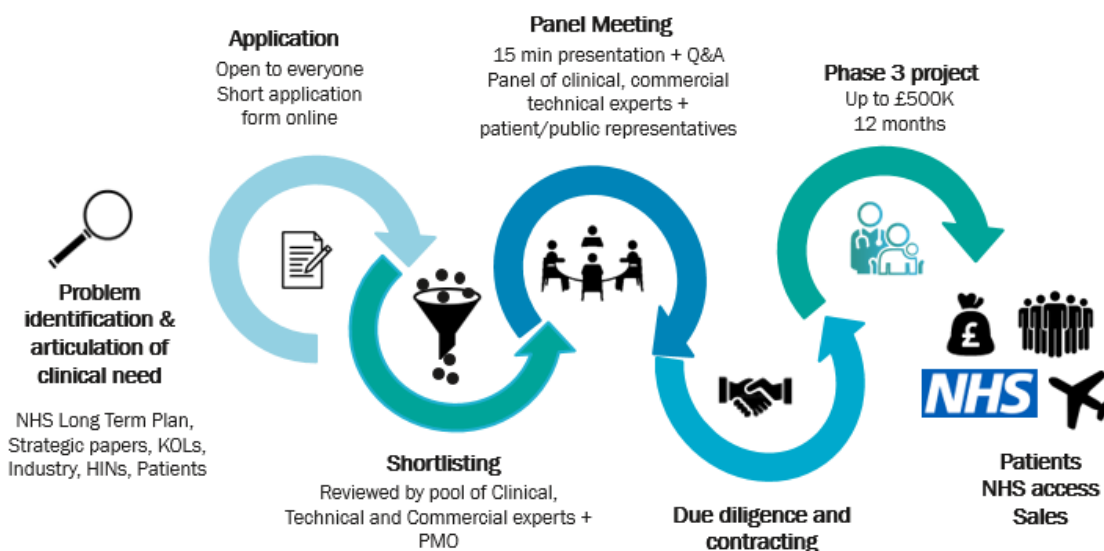 Problem
identification &
articulation of
clinical need
NHS Long Term Plan,
Strategic papers, KOLs,
Industry, HINs, Patients
Application
Open to everyone
Short application
form online
Shortlisting
Reviewed by pool of Clinical,
Technical and Commercial experts +
PMO
Panel Meeting
15 min presentation + Q&A
Panel of clinical, commercial
technical experts +
patient/public representatives
Due diligence and
contracting
Phase 3 project
Up to £500K
12 months
£
NHS
Patients
NHS access
Sales